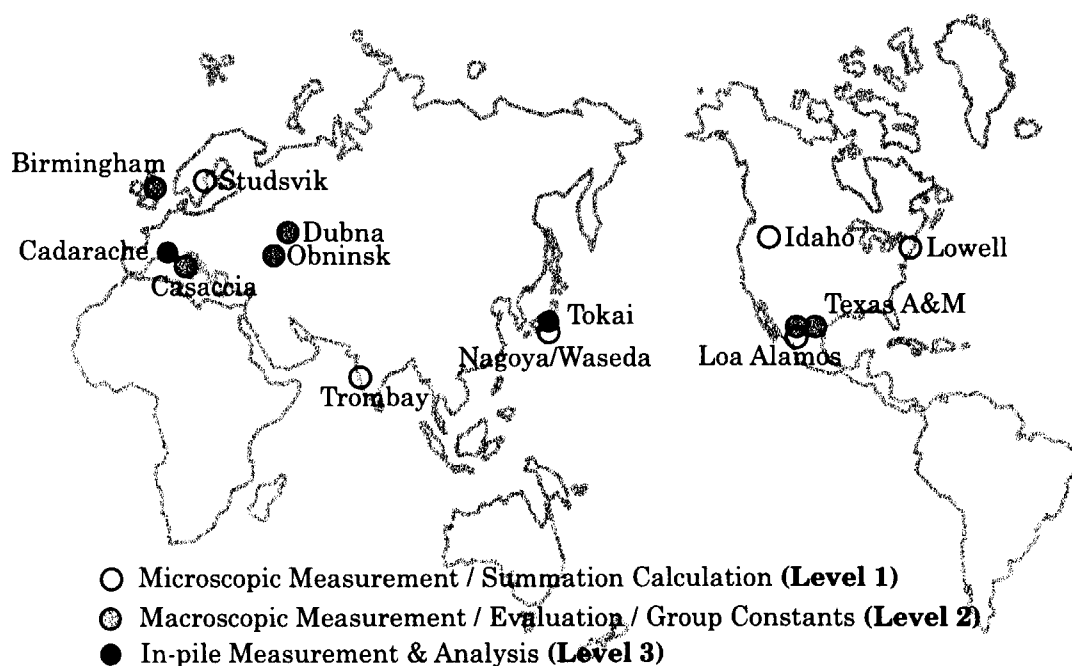 Birmingham
Studsvik
Dubna
Cadarache
Obninsk
Casaccia
Idaho
Lowell
Tokai
Texas A&M
Nagoya/Waseda
Loa Alamos
Trombay
Microscopic Measurement / Summation Calculation (Level 1)
Macroscopic Measurement / Evaluation / Group Constants (Level 2)
In-pile Measurement & Analysis (Level 3)